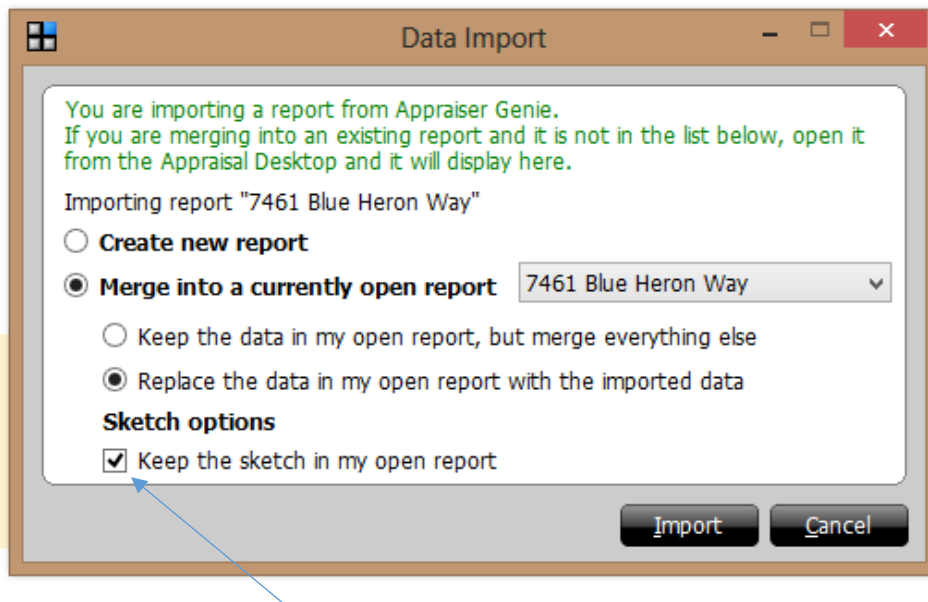 Data Import
You are importing a report from Appraiser Genie.
If you are merging into an existing report and it is not in the list below, open it
from the Appraisal Desktop and it will display here.
Importing report "7461 Blue Heron Way"
Create new report
Merge into a currently open report 7461 Blue Heron Way
Keep the data in my open report, but merge everything else
Replace the data in my open report with the imported data
Sketch options
Keep the sketch in my open report
Import Cancel